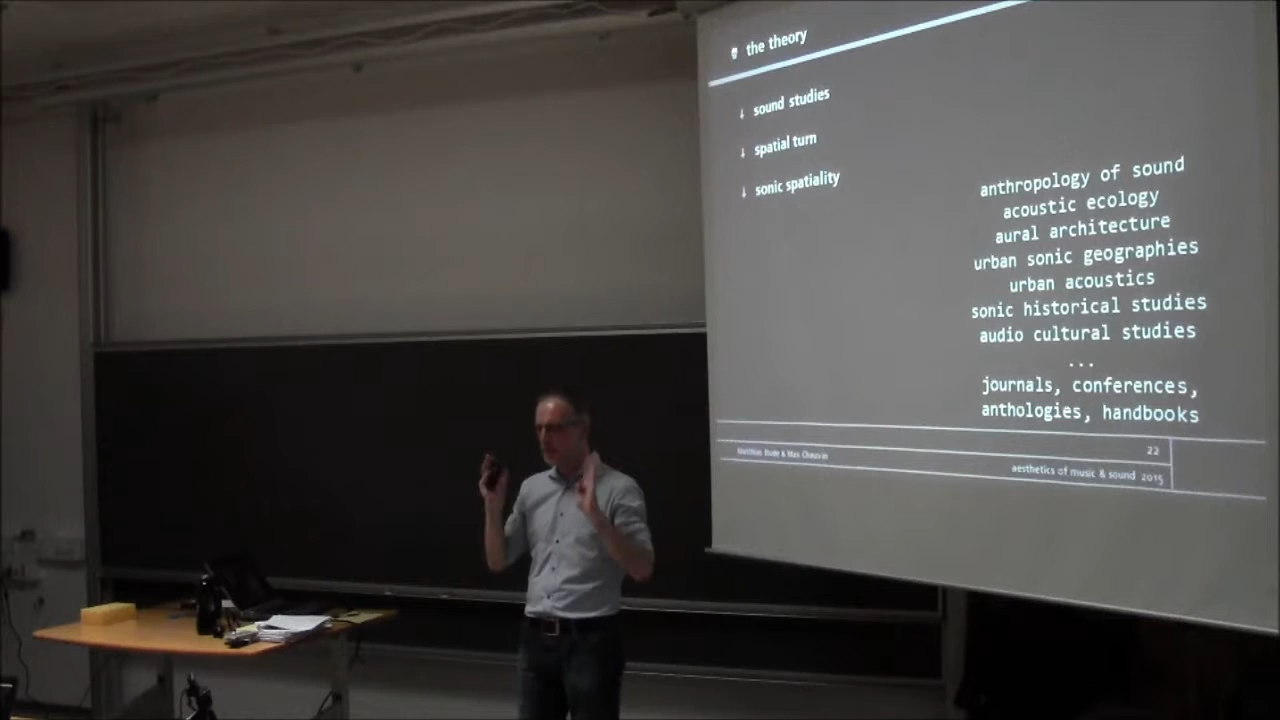 the theory
↓ sound studies
↓ spatial turn
↓ sonic spatiality
anthropology of sound
acoustic ecology
aural architecture
urban sonic geographies
urban acoustics
sonic historical studies
audio cultural studies
...
journals, conferences,
anthologies, handbooks
22
& Max
aesthetics of music & sound 2015